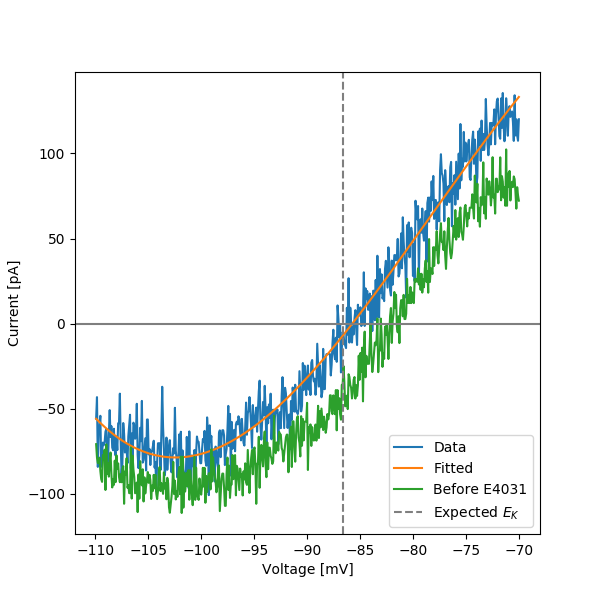 100
50
0
−50
−100
Current [pA]
Data
Fitted
Before E4031
Expected E_K
−110 −105 −100 −95 −90 −85 −80 −75 −70
Voltage [mV]